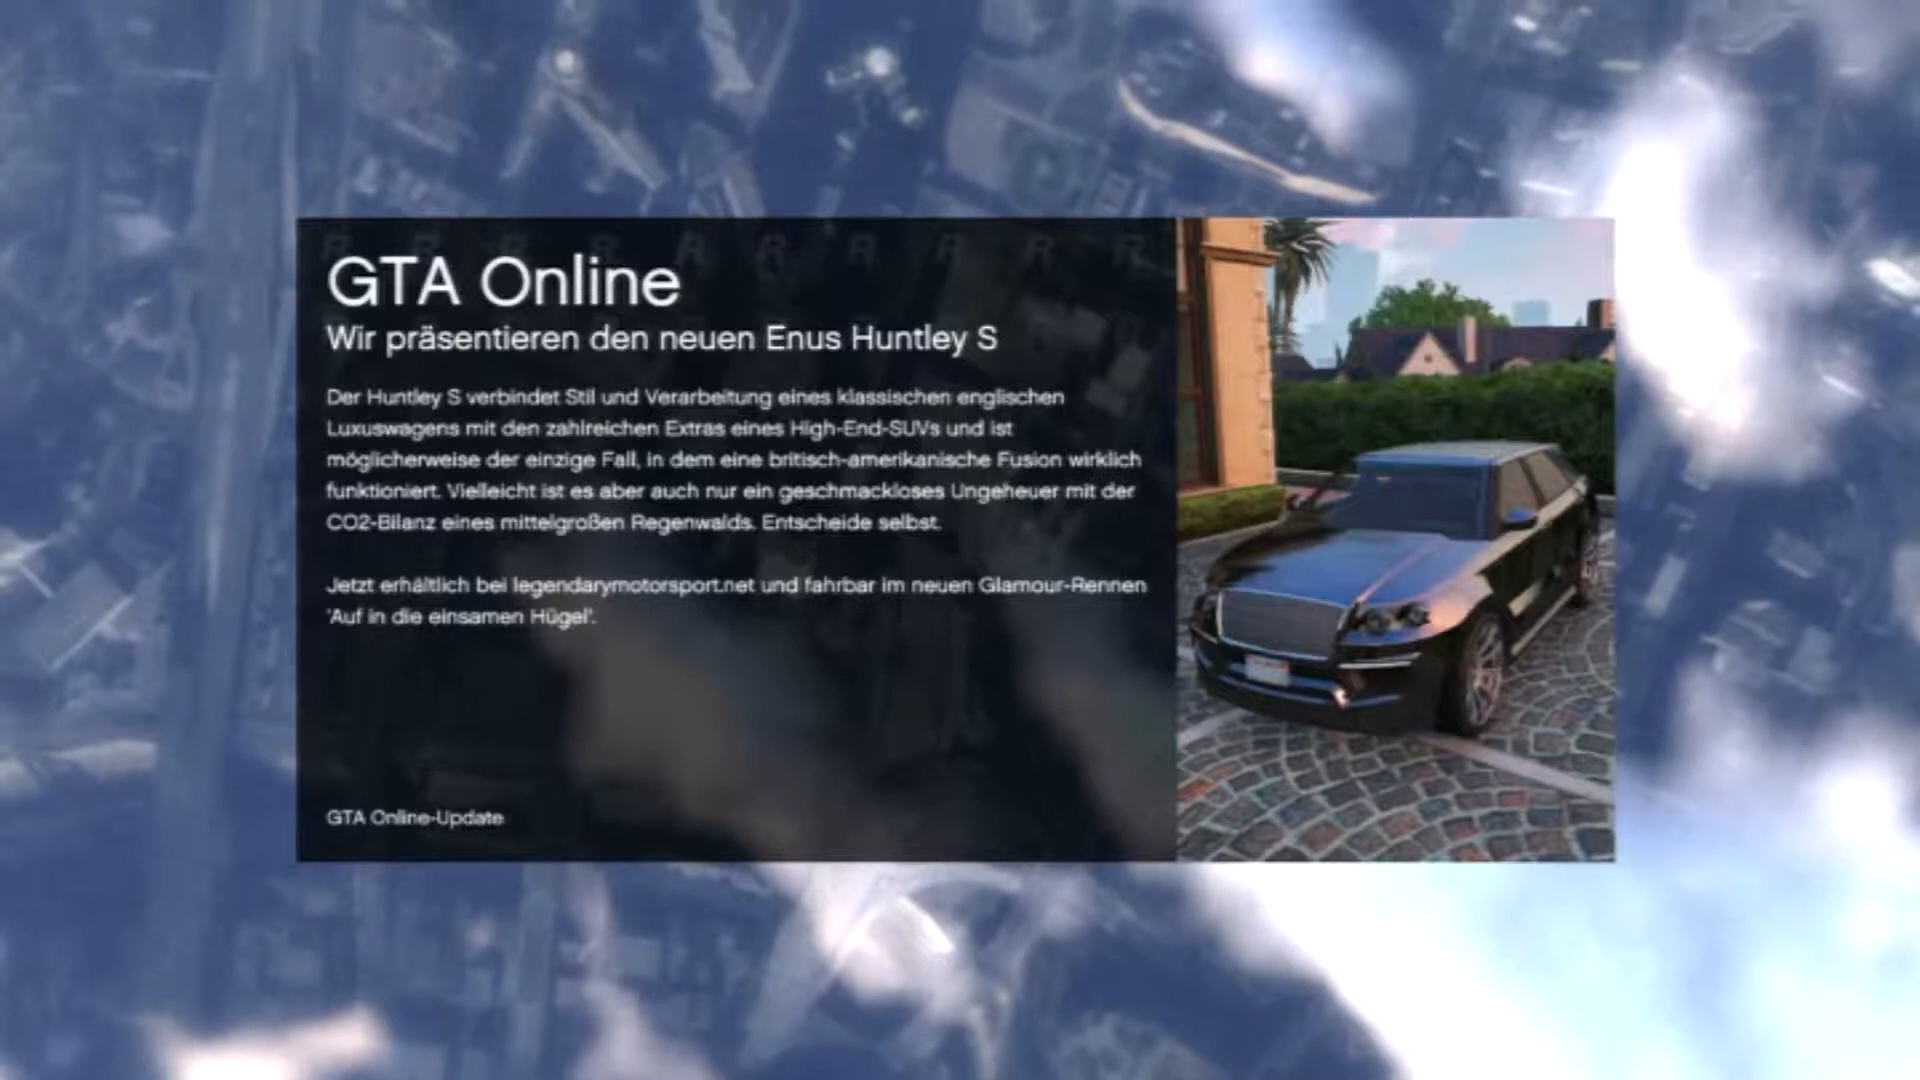 GTA Online
Wir präsentieren den neuen Enus Huntley S
Der Huntley S verbindet Stil und Verarbeitung eines klassischen englischen
Luxuswagens mit den zahlreichen Extras eines High-End-SUVs und ist
möglicherweise der einzige Fall, in dem eine britisch-amerikanische Fusion wirklich
funktioniert. Vielleicht ist es aber auch nur ein geschmackloses Ungeheuer mit der
CO2-Bilanz eines mittelgroßen Regenwalds. Entscheide selbst.
Jetzt erhältlich bei legendarymotorsport.net und fahrbar im neuen Glamour-Rennen
'Auf in die einsamen Hügel'.
GTA Online-Update